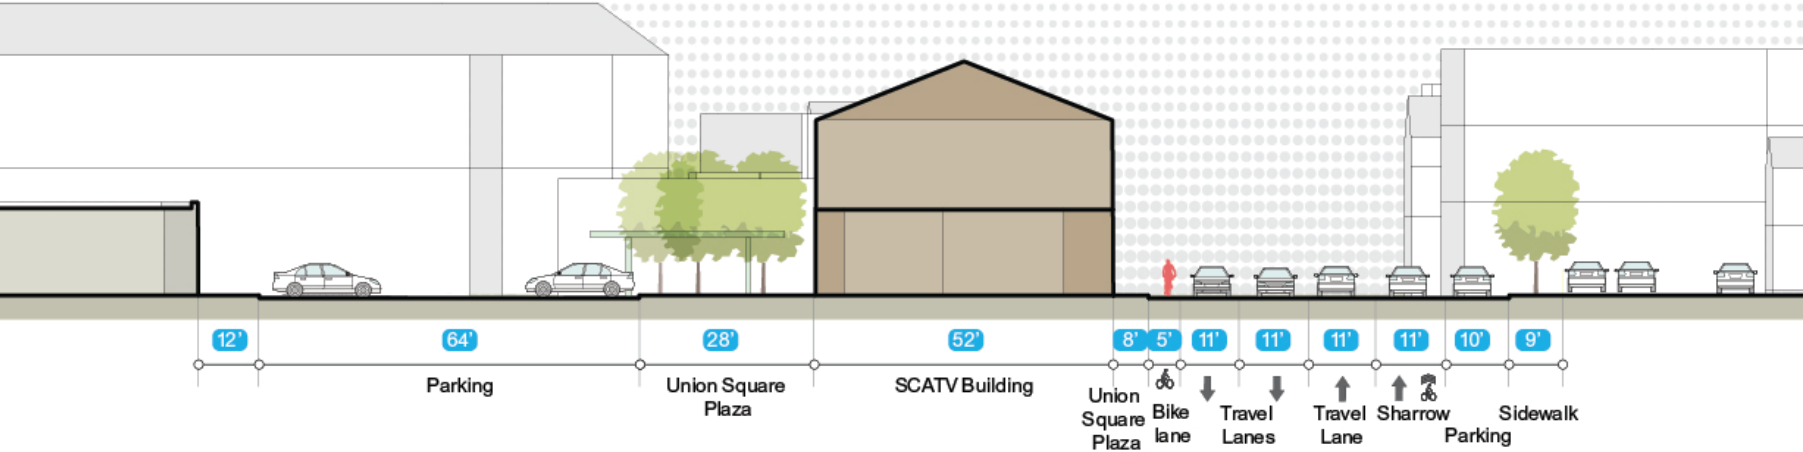 12' 64' 28' 52' 8' 5' 11' 11' 11' 11' 10' 9'
Parking
Union Square
Plaza
SCATV Building
Union
Square
Plaza
Bike
lane
Travel
Lanes
Travel
Lane
Sharrow
Parking
Sidewalk